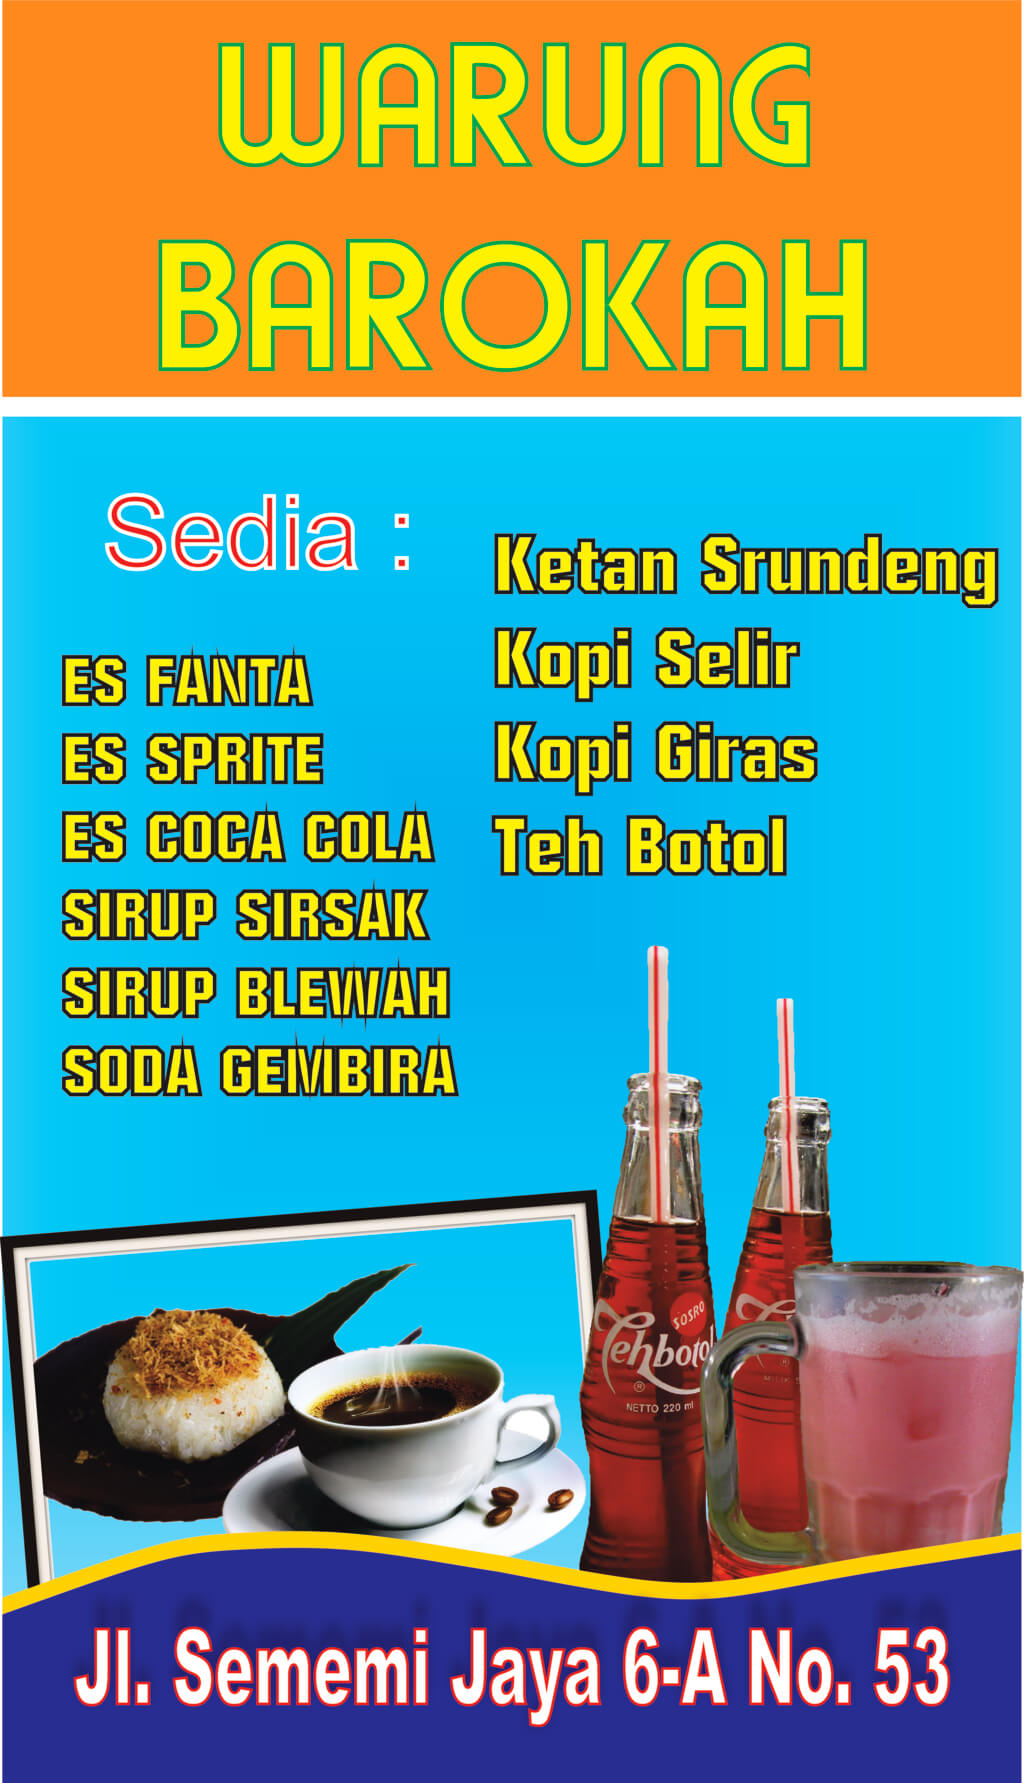 WARUNG
BAROKAH
Sedia :
ES FANTA
ES SPRITE
ES COCA COLA
SIRUP SIRSAK
SIRUP BLEWAH
SODA GEMBIRA
Ketan Srundeng
Kopi Selir
Kopi Giras
Teh Botol
SOSRO
Tehbotol
®
NETTO 220 ml
Jl. Sememi Jaya 6-A No. 53